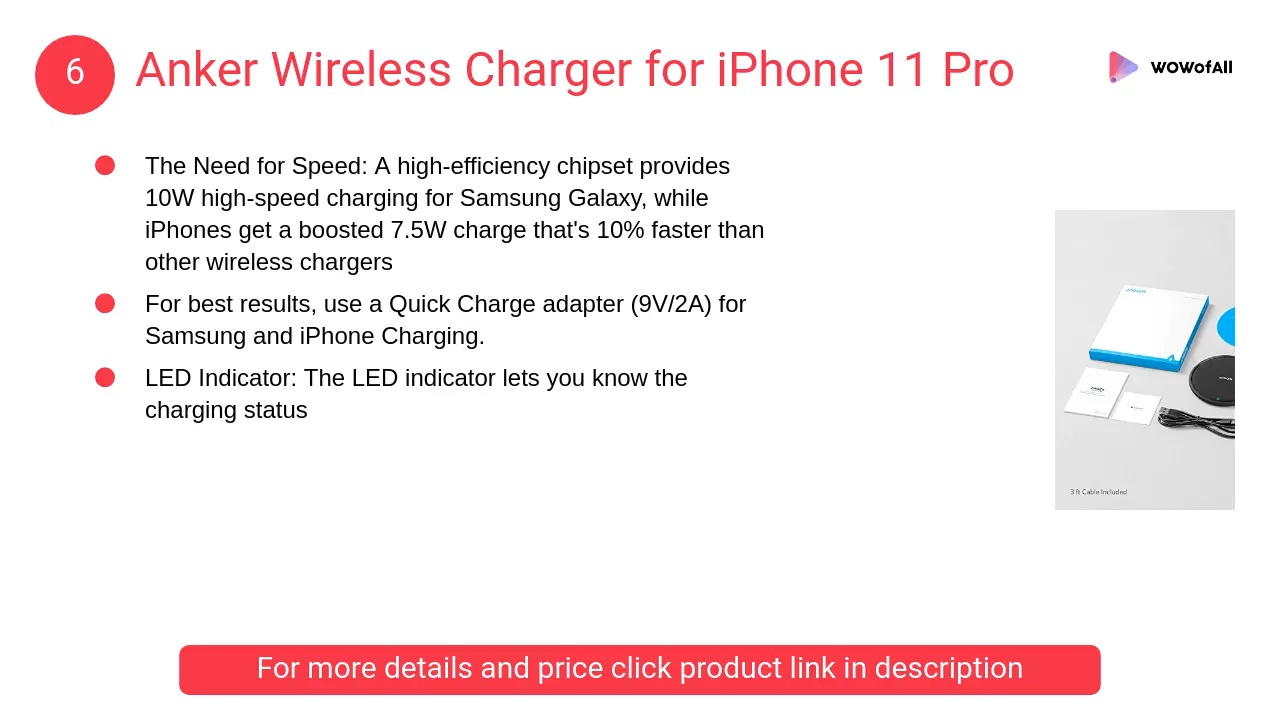 6
Anker Wireless Charger for iPhone 11 Pro
WOWofAll
The Need for Speed: A high-efficiency chipset provides
10W high-speed charging for Samsung Galaxy, while
iPhones get a boosted 7.5W charge that's 10% faster than
other wireless chargers
For best results, use a Quick Charge adapter (9V/2A) for
Samsung and iPhone Charging.
LED Indicator: The LED indicator lets you know the
charging status
ANKER
3 ft Cable Included
For more details and price click product link in description